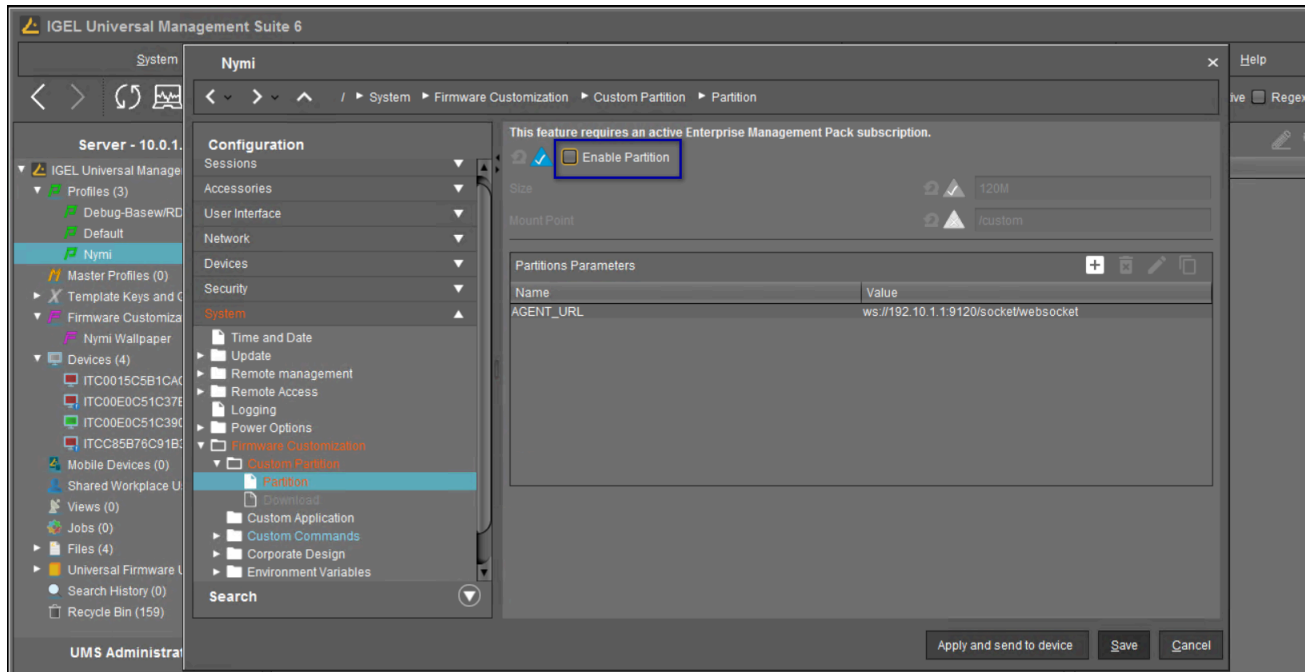 IGEL Universal Management Suite 6
System
Help
Nymi
/ System Firmware Customization Custom Partition Partition
Regex
Server - 10.0.1.
IGEL Universal Manage
Profiles (3)
Debug-Basew/RD
Default
Nymi
Master Profiles (0)
Template Keys and
Firmware Customiza
Nymi Wallpaper
Devices (4)
ITC0015C5B1CA
ITC00E0C51C37
ITC00E0C51C39
ITCC85B76C91B
Mobile Devices (0)
Shared Workplace U
Views (0)
Jobs (0)
Files (4)
Universal Firmware
Search History (0)
Recycle Bin (159)
UMS Administra
Configuration
Sessions
Accessories
User Interface
Network
Devices
Security
System
Time and Date
Update
Remote management
Remote Access
Logging
Power Options
Firmware Customization
Custom Partition
Partition
Download
Custom Application
Custom Commands
Corporate Design
Environment Variables
Search
This feature requires an active Enterprise Management Pack subscription.
Enable Partition
Size 120M
Mount Point /custom
Partitions Parameters
Name Value
AGENT_URL ws://192.10.1.1:9120/socket/websocket
Apply and send to device Save Cancel